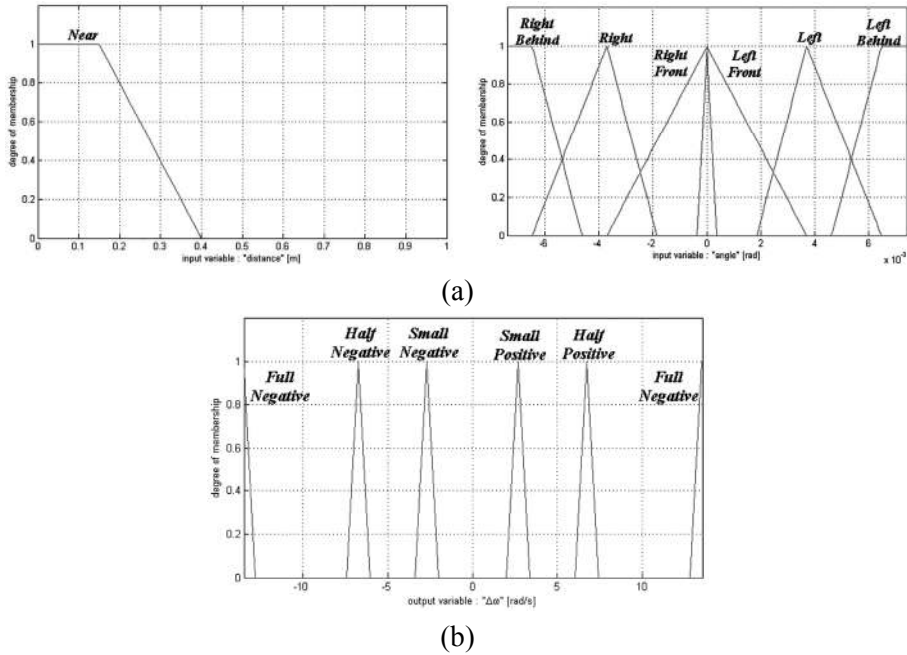 Near
degree of membership
1
0.8
0.6
0.4
0.2
0
0 0.1 0.2 0.3 0.4 0.5 0.6 0.7 0.8 0.9 1
input variable : "distance" [m]
Right Behind
Right
Right Front
Left Front
Left
Left Behind
degree of membership
1
0.8
0.6
0.4
0.2
0
-6 -4 -2 0 2 4 6
input variable : "angle" [rad]
x 10⁻³
(a)
Full Negative
Half Negative
Small Negative
Small Positive
Half Positive
Full Negative
degree of membership
1
0.8
0.6
0.4
0.2
0
-10 -5 0 5 10
output variable : "Δω" [rad/s]
(b)